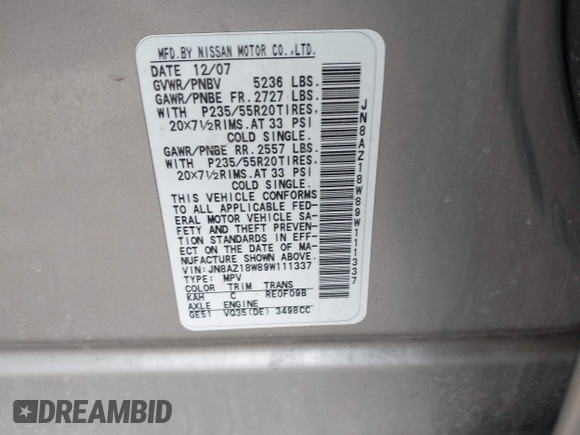 MFD.BY NISSAN MOTOR CO.,LTD.
DATE 12/07
GVWR/PNBV 5236 LBS.
GAWR/PNBE FR. 2727 LBS.
WITH P235/55R20TIRES.
20×7½RIMS.AT 33 PSI
COLD SINGLE.
GAWR/PNBE RR. 2557 LBS.
WITH P235/55R20TIRES.
20×7½RIMS.AT 33 PSI
COLD SINGLE.
THIS VEHICLE CONFORMS
TO ALL APPLICABLE FED-
ERAL MOTOR VEHICLE SA-
FETY AND THEFT PREVEN-
TION STANDARDS IN EFF-
ECT ON THE DATE OF MA-
NUFACTURE SHOWN ABOVE.
VIN: JN8AZ18W89W111337
TYPE: MPV
COLOR TRIM TRANS
KAH C RE0F09B
AXLE ENGINE
GE51 VQ35(DE) 3498CC
JN8AZ18W89W111337
DREAMBID